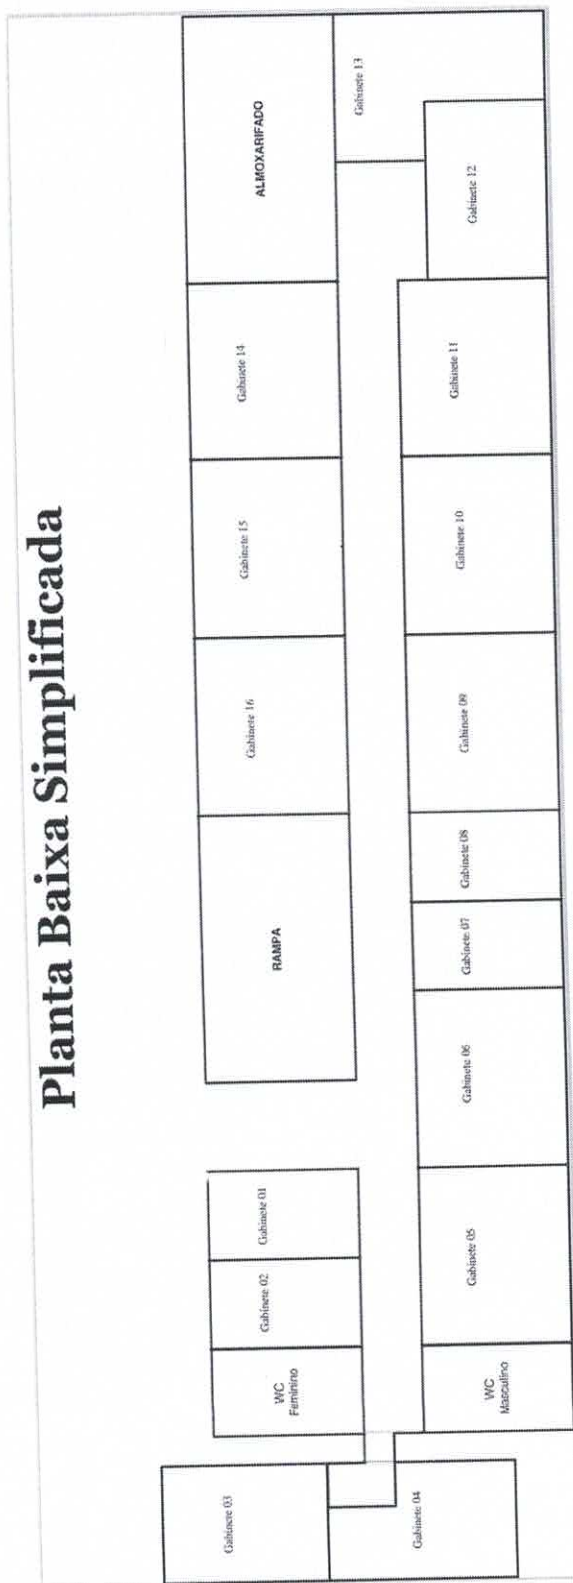 Planta Baixa Simplificada
Gabinete 03
WC
Feminino
Gabinete 02
Gabinete 01
RAMPA
Gabinete 16
Gabinete 15
Gabinete 14
ALMOXARIFADO
Gabinete 04
WC
Masculino
Gabinete 05
Gabinete 06
Gabinete 07
Gabinete 08
Gabinete 09
Gabinete 10
Gabinete 11
Gabinete 12
Gabinete 13